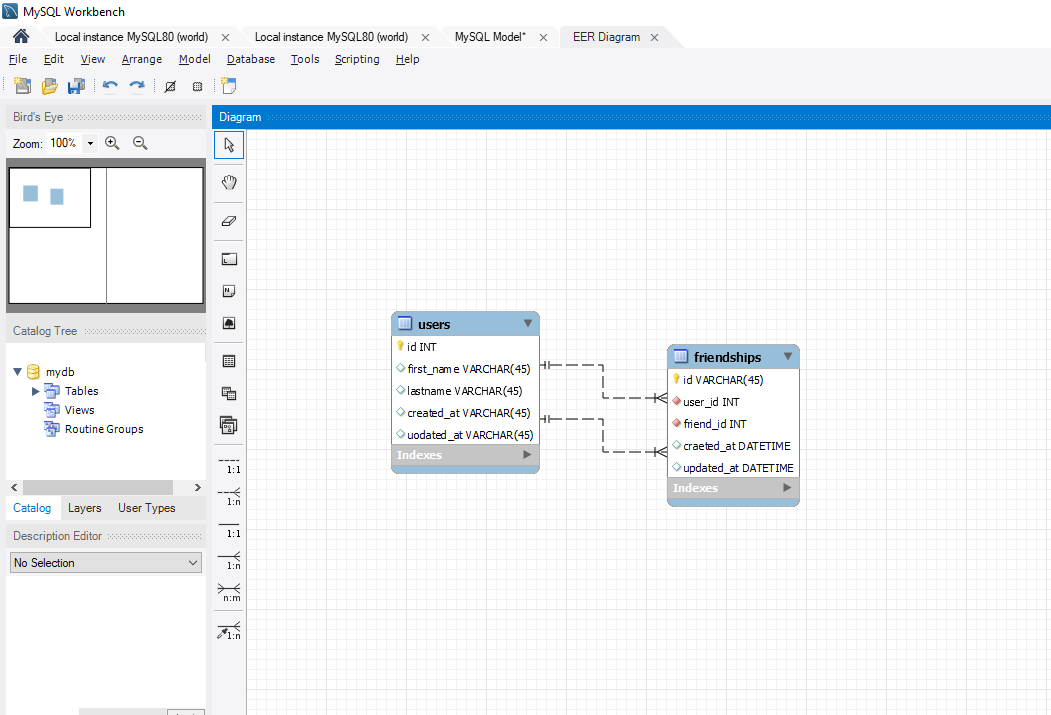 MySQL Workbench
Local instance MySQL80 (world) Local instance MySQL80 (world) MySQL Model* EER Diagram
File Edit View Arrange Model Database Tools Scripting Help
Bird's Eye
Zoom: 100%
Catalog Tree
mydb
Tables
Views
Routine Groups
Catalog Layers User Types
Description Editor
No Selection
Diagram
1:1
1:n
1:1
1:n
n:m
1:n
users
id INT
first_name VARCHAR(45)
lastname VARCHAR(45)
created_at VARCHAR(45)
uodated_at VARCHAR(45)
Indexes
friendships
id VARCHAR(45)
user_id INT
friend_id INT
craeted_at DATETIME
updated_at DATETIME
Indexes